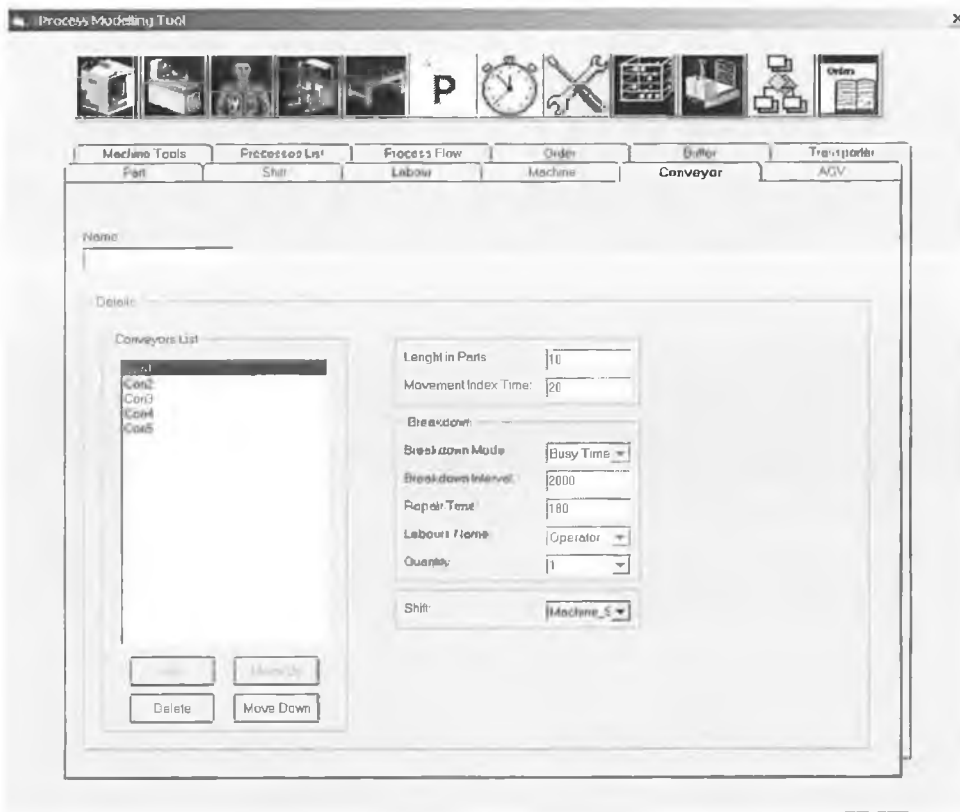 Process Modelling Tool
P
Orders
Machine Tools Processes List Process Flow Order Buffer Transporter
Part Shift Labour Machine Conveyor AGV
Name
Details
Conveyors List
Con2
Con3
Con4
Con5
Lenght in Parts 10
Movement Index Time: 20
Breakdown
Breakdown Mode Busy Time
Breakdown Interval: 2000
Repair Time 180
Labours Name Operator
Quantity 1
Shift: Machine_S
Move Up
Delete Move Down